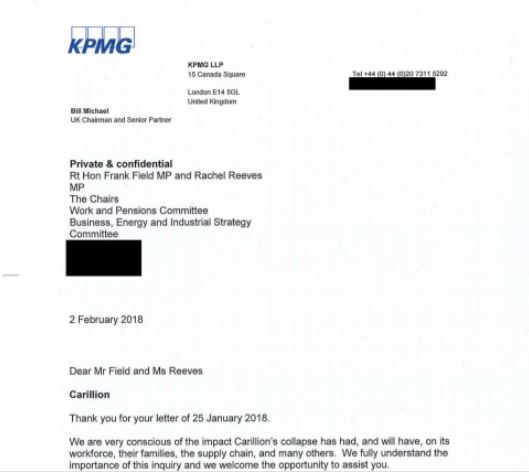 KPMG
KPMG LLP
15 Canada Square
Tel +44 (0) 44 (0)20 7311 5292
London E14 5GL
United Kingdom
Bill Michael
UK Chairman and Senior Partner
Private & confidential
Rt Hon Frank Field MP and Rachel Reeves
MP
The Chairs
Work and Pensions Committee
Business, Energy and Industrial Strategy
Committee
2 February 2018
Dear Mr Field and Ms Reeves
Carillion
Thank you for your letter of 25 January 2018.
We are very conscious of the impact Carillion's collapse has had, and will have, on its
workforce, their families, the supply chain, and many others. We fully understand the
importance of this inquiry and we welcome the opportunity to assist you.